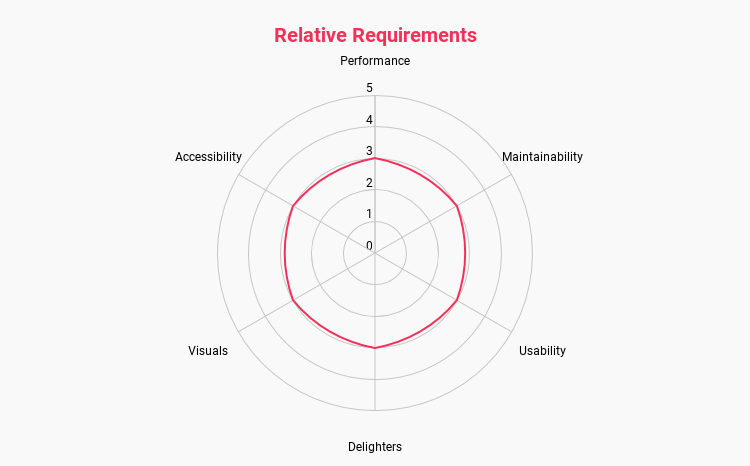 Relative Requirements
Performance
5
4
3
2
1
0
Accessibility
Maintainability
Visuals
Usability
Delighters